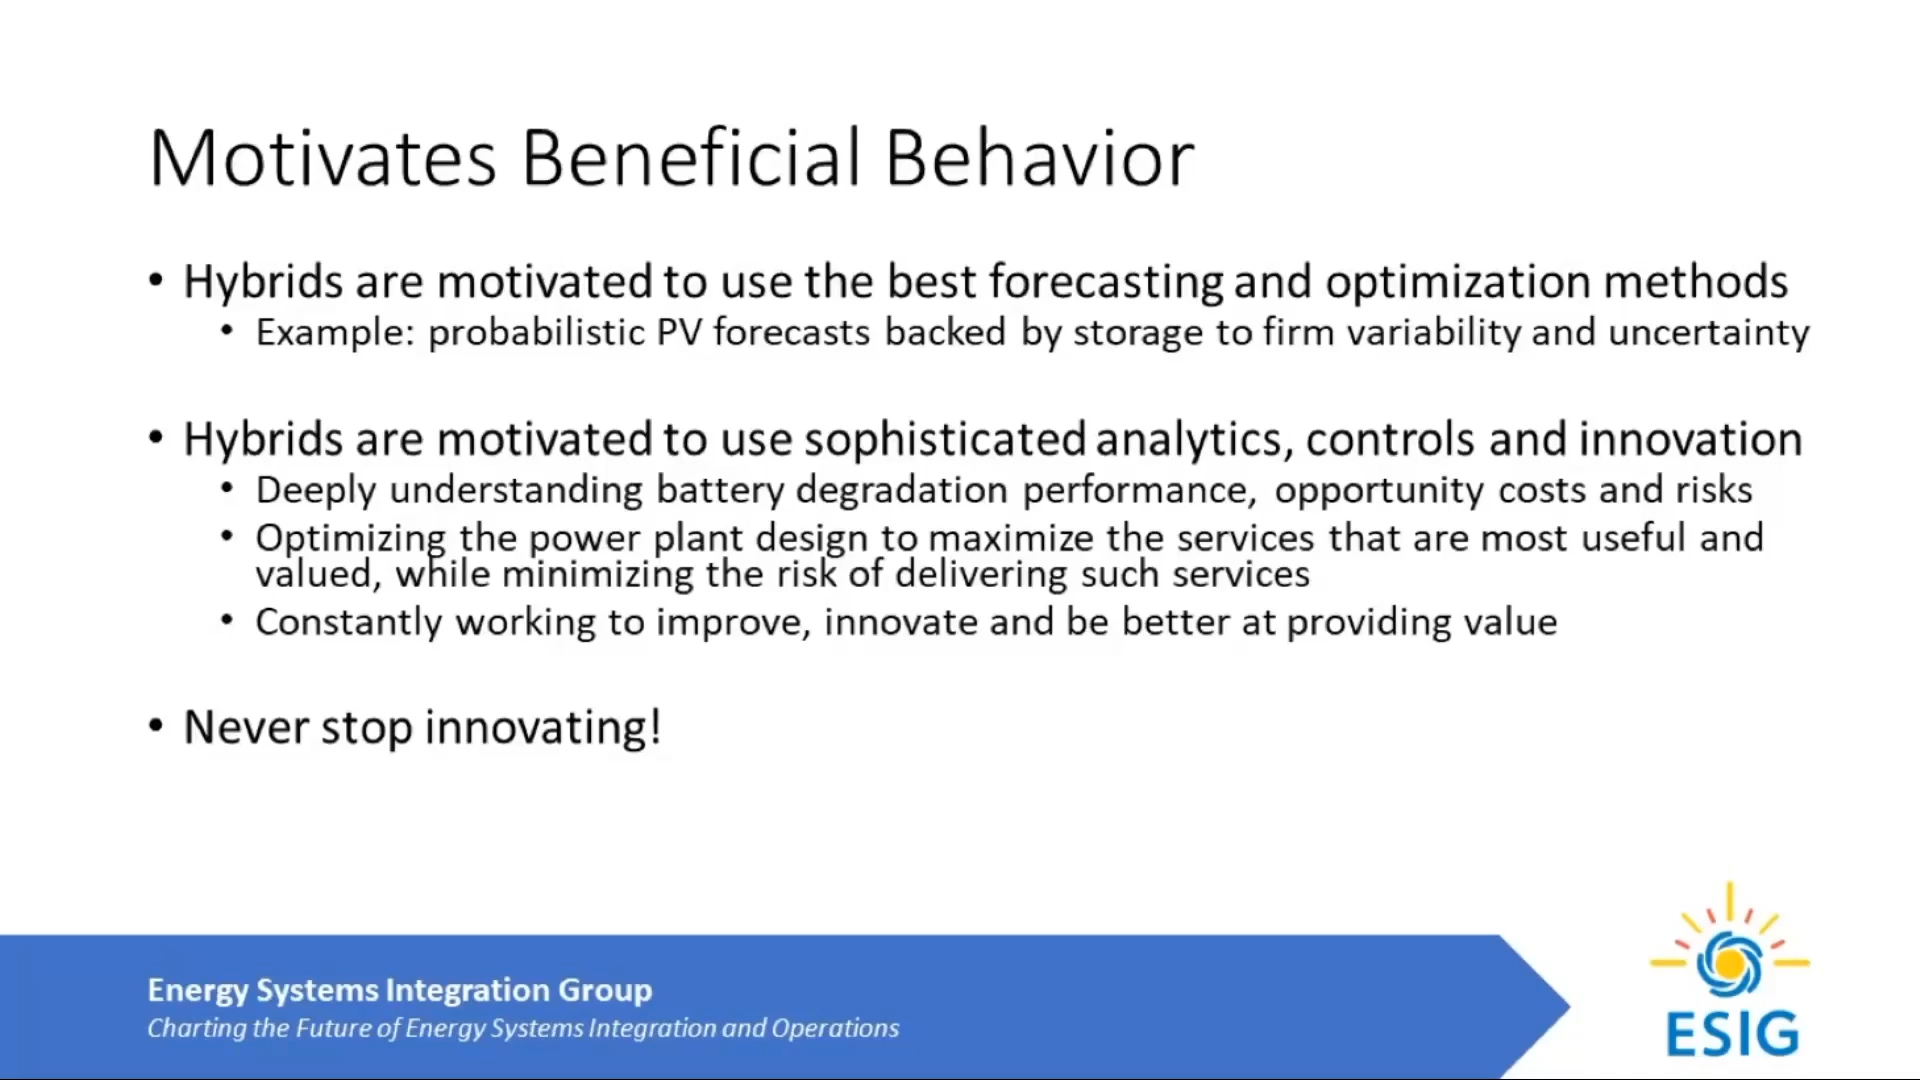 Motivates Beneficial Behavior
• Hybrids are motivated to use the best forecasting and optimization methods
• Example: probabilistic PV forecasts backed by storage to firm variability and uncertainty
• Hybrids are motivated to use sophisticated analytics, controls and innovation
• Deeply understanding battery degradation performance, opportunity costs and risks
• Optimizing the power plant design to maximize the services that are most useful and
valued, while minimizing the risk of delivering such services
• Constantly working to improve, innovate and be better at providing value
• Never stop innovating!
Energy Systems Integration Group
Charting the Future of Energy Systems Integration and Operations
ESIG